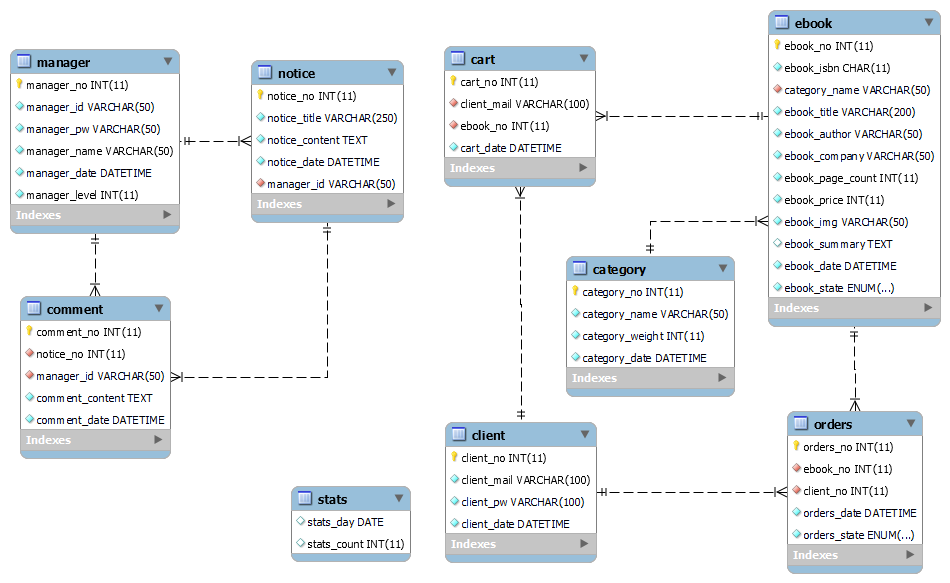 manager
manager_no INT(11)
manager_id VARCHAR(50)
manager_pw VARCHAR(50)
manager_name VARCHAR(50)
manager_date DATETIME
manager_level INT(11)
Indexes
notice
notice_no INT(11)
notice_title VARCHAR(250)
notice_content TEXT
notice_date DATETIME
manager_id VARCHAR(50)
Indexes
cart
cart_no INT(11)
client_mail VARCHAR(100)
ebook_no INT(11)
cart_date DATETIME
Indexes
ebook
ebook_no INT(11)
ebook_isbn CHAR(11)
category_name VARCHAR(50)
ebook_title VARCHAR(200)
ebook_author VARCHAR(50)
ebook_company VARCHAR(50)
ebook_page_count INT(11)
ebook_price INT(11)
ebook_img VARCHAR(50)
ebook_summary TEXT
ebook_date DATETIME
ebook_state ENUM(...)
Indexes
category
category_no INT(11)
category_name VARCHAR(50)
category_weight INT(11)
category_date DATETIME
Indexes
comment
comment_no INT(11)
notice_no INT(11)
manager_id VARCHAR(50)
comment_content TEXT
comment_date DATETIME
Indexes
stats
stats_day DATE
stats_count INT(11)
client
client_no INT(11)
client_mail VARCHAR(100)
client_pw VARCHAR(100)
client_date DATETIME
Indexes
orders
orders_no INT(11)
ebook_no INT(11)
client_no INT(11)
orders_date DATETIME
orders_state ENUM(...)
Indexes